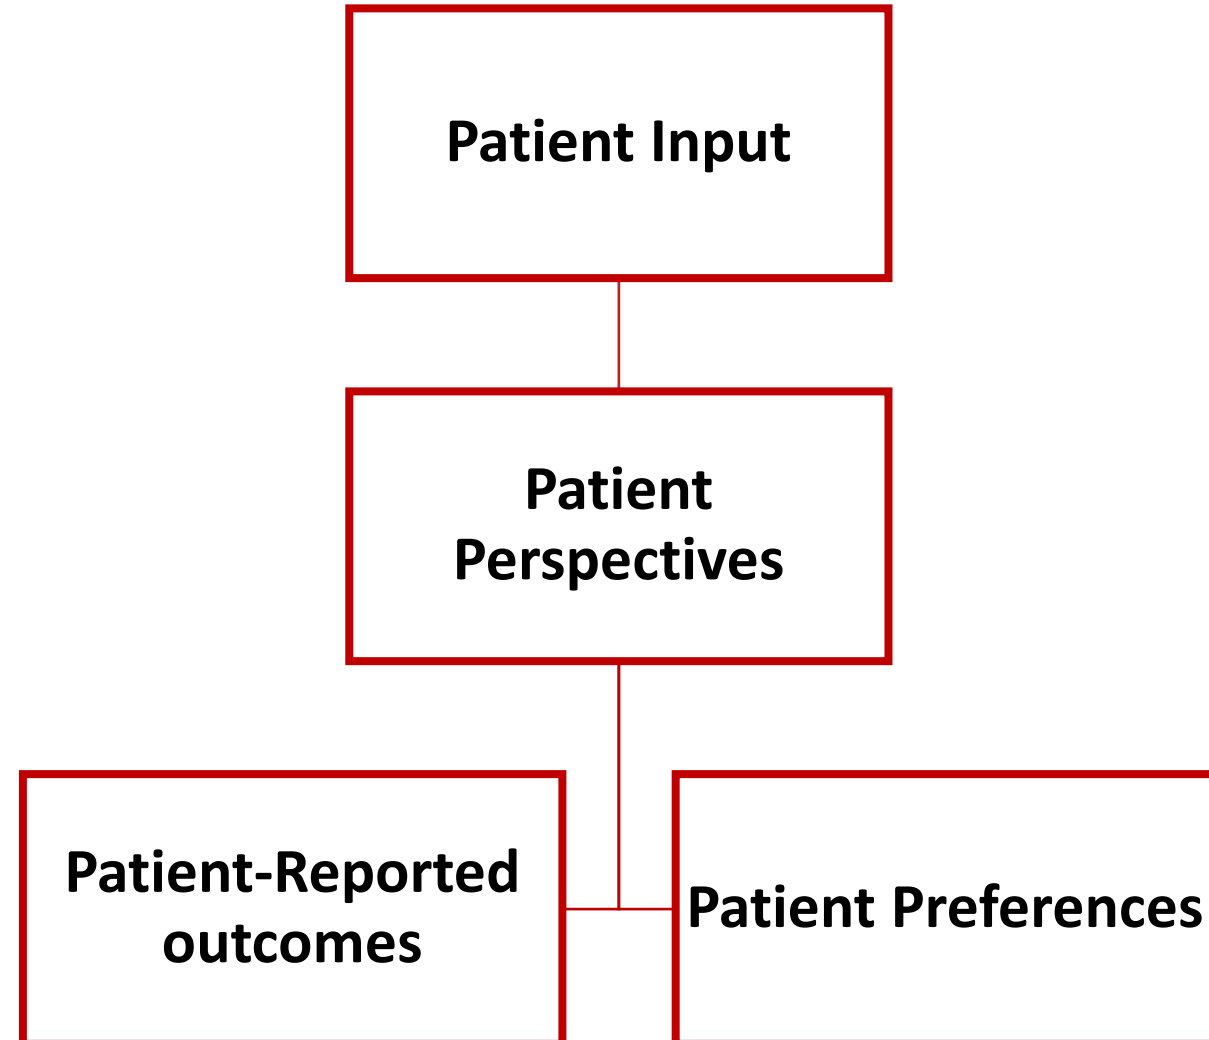 Patient Input
Patient
Perspectives
Patient-Reported
outcomes
Patient Preferences